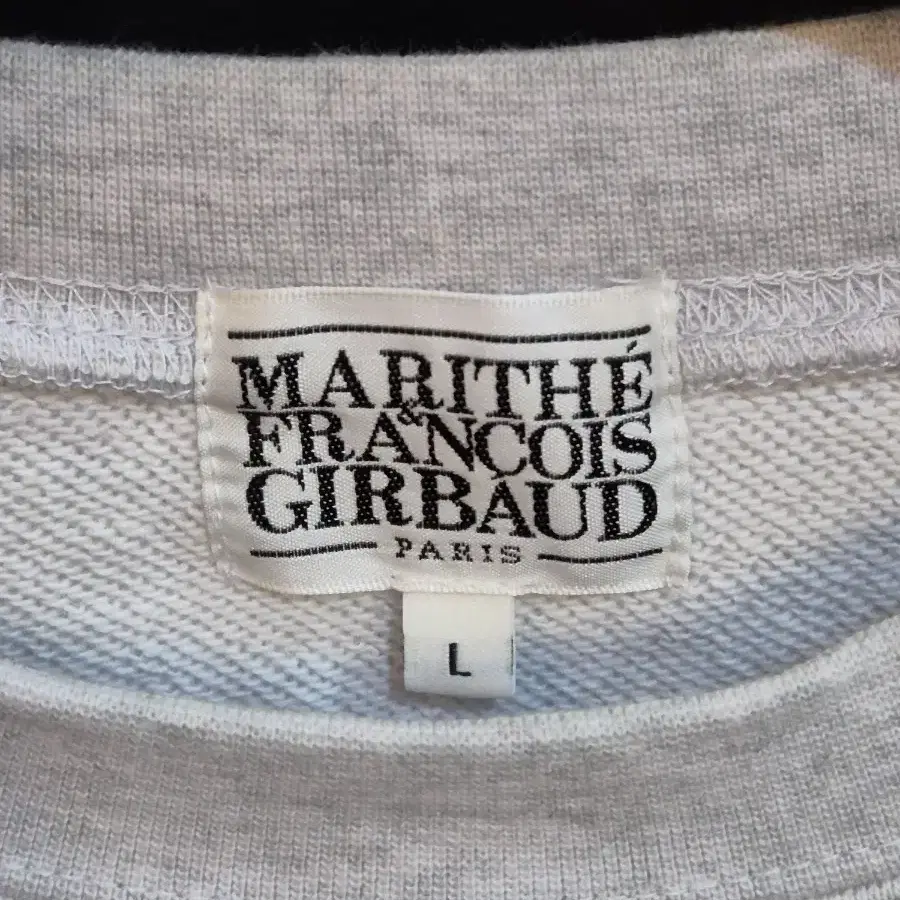 MARITHÉ
&
FRANCOIS
GIRBAUD
PARIS
L